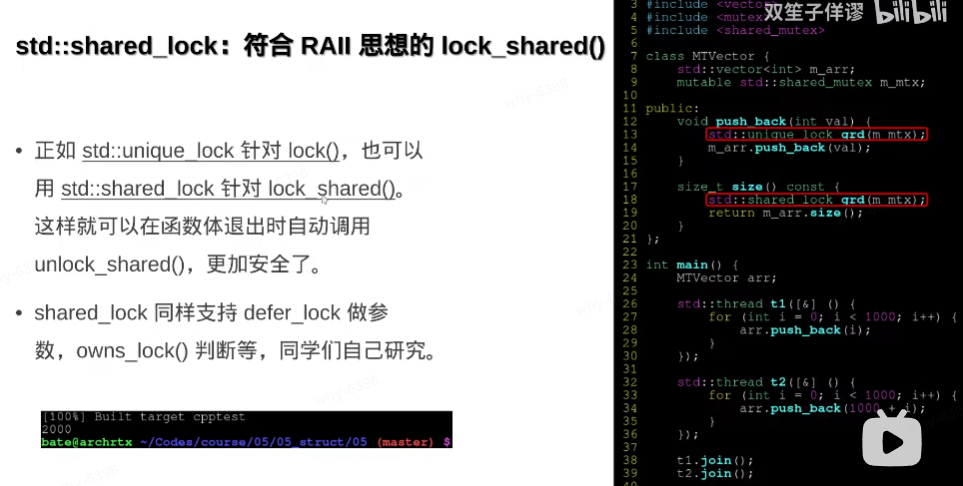 std::shared_lock：符合 RAII 思想的 lock_shared()
• 正如 std::unique_lock 针对 lock()，也可以
用 std::shared_lock 针对 lock_shared()。
这样就可以在函数体退出时自动调用
unlock_shared()，更加安全了。
• shared_lock 同样支持 defer_lock 做参
数，owns_lock() 判断等，同学们自己研究。
[100%] Built target cpptest
2000
bate@archrtx ~/Codes/course/05/05_struct/05 (master) $
双笙子佯谬 bilibili
3 #include <vector>
4 #include <mutex>
5 #include <shared_mutex>
6
7 class MTVector {
8 std::vector<int> m_arr;
9 mutable std::shared_mutex m_mtx;
10
11 public:
12 void push_back(int val) {
13 std::unique_lock grd(m_mtx);
14 m_arr.push_back(val);
15 }
16
17 size_t size() const {
18 std::shared_lock grd(m_mtx);
19 return m_arr.size();
20 }
21 };
22
23 int main() {
24 MTVector arr;
25
26 std::thread t1([&] () {
27 for (int i = 0; i < 1000; i++) {
28 arr.push_back(i);
29 }
30 });
31
32 std::thread t2([&] () {
33 for (int i = 0; i < 1000; i++) {
34 arr.push_back(1000 + i);
35 }
36 });
37
38 t1.join();
39 t2.join();
40
why-6396